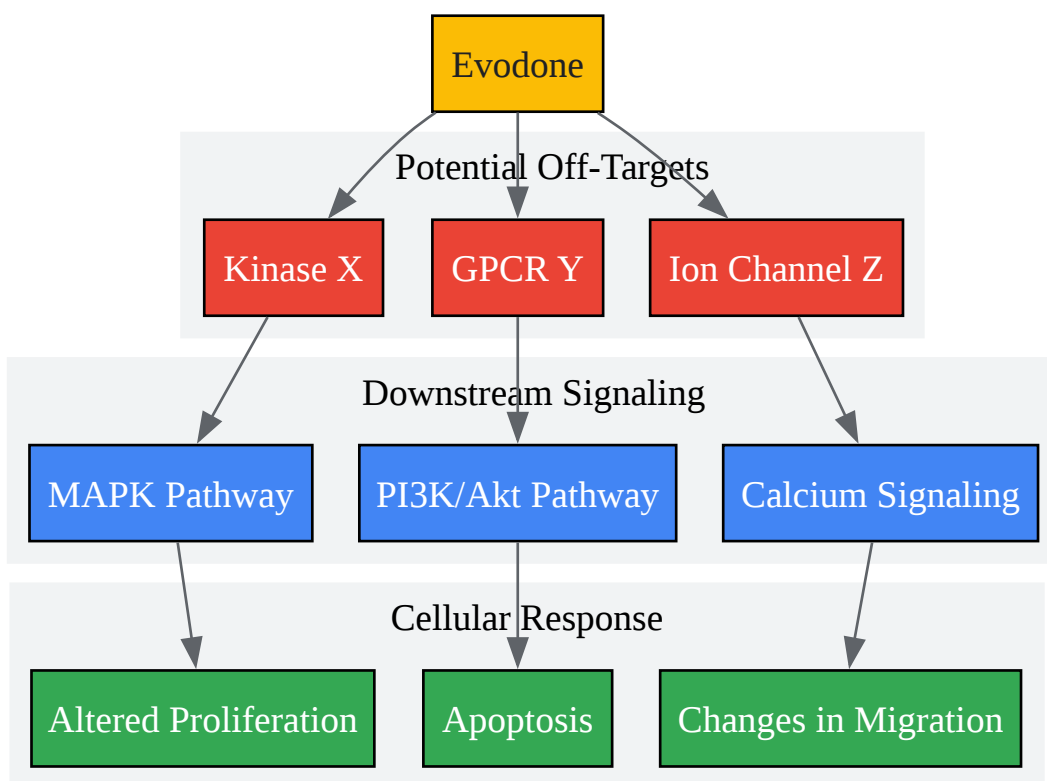 Evodone
Potential Off-Targets
Kinase X
GPCR Y
Ion Channel Z
Downstream Signaling
MAPK Pathway
PI3K/Akt Pathway
Calcium Signaling
Cellular Response
Altered Proliferation
Apoptosis
Changes in Migration